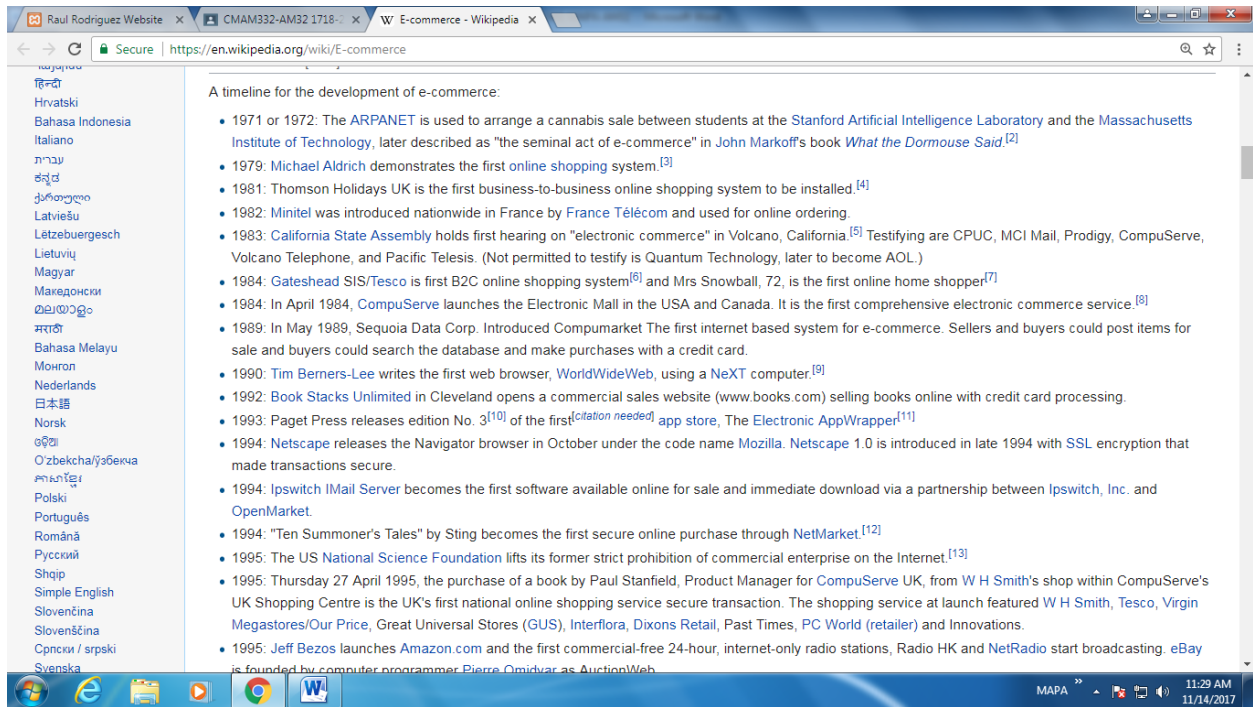 Raul Rodriguez Website
CMAM332-AM32 1718-2
E-commerce - Wikipedia
Secure
https://en.wikipedia.org/wiki/E-commerce
हिन्दी
Hrvatski
Bahasa Indonesia
Italiano
עברית
ಕನ್ನಡ
ქართული
Latviešu
Lëtzebuergesch
Lietuvių
Magyar
Македонски
മലയാളം
मराठी
Bahasa Melayu
Монгол
Nederlands
日本語
Norsk
ଓଡ଼ିଆ
Oʻzbekcha/ўзбекча
ភាសាខ្មែរ
Polski
Português
Română
Русский
Shqip
Simple English
Slovenčina
Slovenščina
Српски / srpski
Svenska
A timeline for the development of e-commerce:
• 1971 or 1972: The ARPANET is used to arrange a cannabis sale between students at the Stanford Artificial Intelligence Laboratory and the Massachusetts
Institute of Technology, later described as "the seminal act of e-commerce" in John Markoff's book What the Dormouse Said.[2]
• 1979: Michael Aldrich demonstrates the first online shopping system.[3]
• 1981: Thomson Holidays UK is the first business-to-business online shopping system to be installed.[4]
• 1982: Minitel was introduced nationwide in France by France Télécom and used for online ordering.
• 1983: California State Assembly holds first hearing on "electronic commerce" in Volcano, California.[5] Testifying are CPUC, MCI Mail, Prodigy, CompuServe,
Volcano Telephone, and Pacific Telesis. (Not permitted to testify is Quantum Technology, later to become AOL.)
• 1984: Gateshead SIS/Tesco is first B2C online shopping system[6] and Mrs Snowball, 72, is the first online home shopper[7]
• 1984: In April 1984, CompuServe launches the Electronic Mall in the USA and Canada. It is the first comprehensive electronic commerce service.[8]
• 1989: In May 1989, Sequoia Data Corp. Introduced Compumarket The first internet based system for e-commerce. Sellers and buyers could post items for
sale and buyers could search the database and make purchases with a credit card.
• 1990: Tim Berners-Lee writes the first web browser, WorldWideWeb, using a NeXT computer.[9]
• 1992: Book Stacks Unlimited in Cleveland opens a commercial sales website (www.books.com) selling books online with credit card processing.
• 1993: Paget Press releases edition No. 3[10] of the first[citation needed] app store, The Electronic AppWrapper[11]
• 1994: Netscape releases the Navigator browser in October under the code name Mozilla. Netscape 1.0 is introduced in late 1994 with SSL encryption that
made transactions secure.
• 1994: Ipswitch IMail Server becomes the first software available online for sale and immediate download via a partnership between Ipswitch, Inc. and
OpenMarket.
• 1994: "Ten Summoner's Tales" by Sting becomes the first secure online purchase through NetMarket.[12]
• 1995: The US National Science Foundation lifts its former strict prohibition of commercial enterprise on the Internet.[13]
• 1995: Thursday 27 April 1995, the purchase of a book by Paul Stanfield, Product Manager for CompuServe UK, from W H Smith's shop within CompuServe's
UK Shopping Centre is the UK's first national online shopping service secure transaction. The shopping service at launch featured W H Smith, Tesco, Virgin
Megastores/Our Price, Great Universal Stores (GUS), Interflora, Dixons Retail, Past Times, PC World (retailer) and Innovations.
• 1995: Jeff Bezos launches Amazon.com and the first commercial-free 24-hour, internet-only radio stations, Radio HK and NetRadio start broadcasting. eBay
is founded by computer programmer Pierre Omidyar as AuctionWeb.
MAPA
11:29 AM
11/14/2017